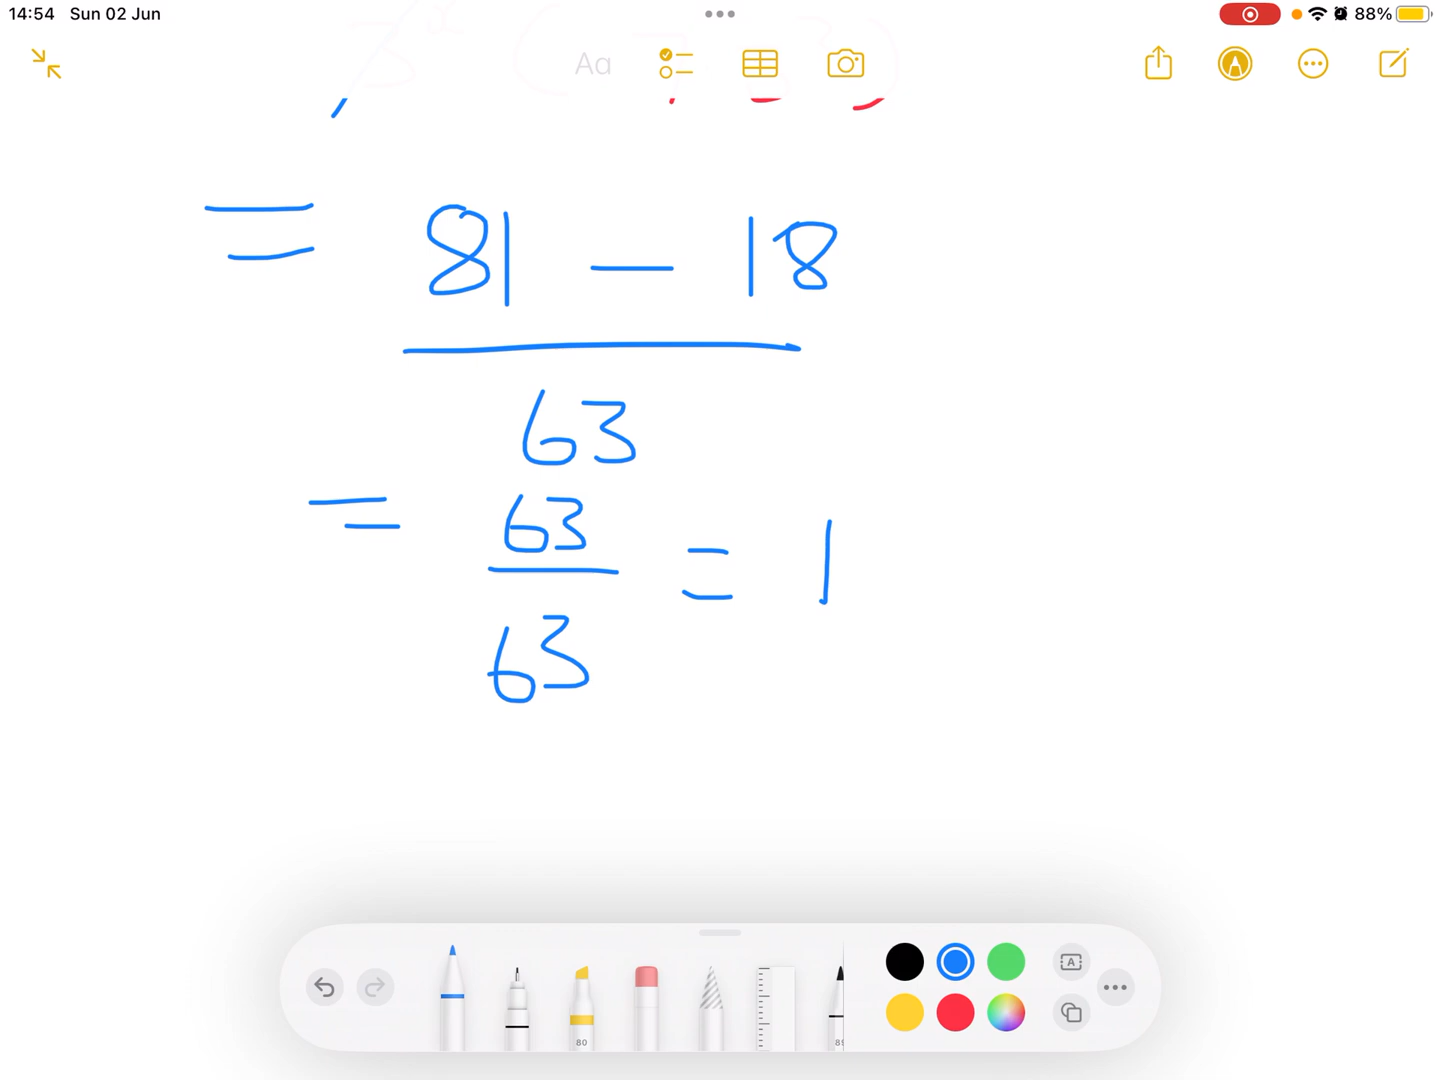 14:54 Sun 02 Jun
88%
Aa
= 81 - 18
63
= 63
= 1
63
80
A